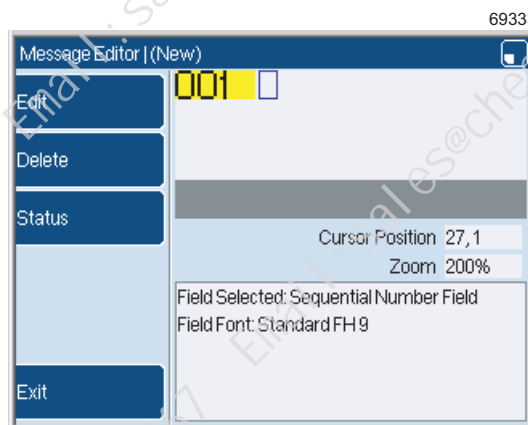 6933
Message Editor | (New)
Edit
001
Delete
Status
Cursor Position 27,1
Zoom 200%
Field Selected: Sequential Number Field
Field Font: Standard FH 9
Exit